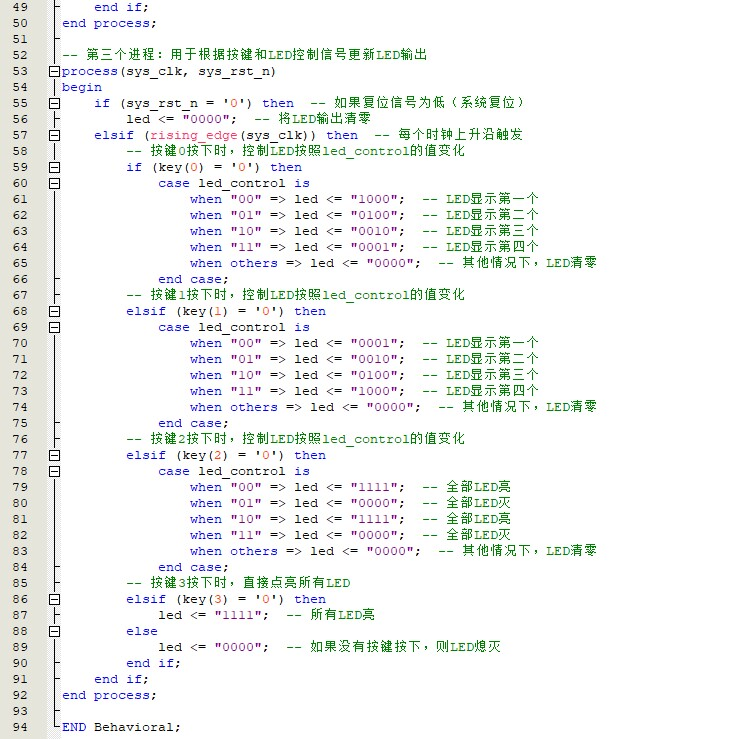 49 end if;
50 end process;
51
52 -- 第三个进程：用于根据按键和LED控制信号更新LED输出
53 process(sys_clk, sys_rst_n)
54 begin
55 if (sys_rst_n = '0') then -- 如果复位信号为低（系统复位）
56 led <= "0000"; -- 将LED输出清零
57 elsif (rising_edge(sys_clk)) then -- 每个时钟上升沿触发
58 -- 按键0按下时，控制LED按照led_control的值变化
59 if (key(0) = '0') then
60 case led_control is
61 when "00" => led <= "1000"; -- LED显示第一个
62 when "01" => led <= "0100"; -- LED显示第二个
63 when "10" => led <= "0010"; -- LED显示第三个
64 when "11" => led <= "0001"; -- LED显示第四个
65 when others => led <= "0000"; -- 其他情况下，LED清零
66 end case;
67 -- 按键1按下时，控制LED按照led_control的值变化
68 elsif (key(1) = '0') then
69 case led_control is
70 when "00" => led <= "0001"; -- LED显示第一个
71 when "01" => led <= "0010"; -- LED显示第二个
72 when "10" => led <= "0100"; -- LED显示第三个
73 when "11" => led <= "1000"; -- LED显示第四个
74 when others => led <= "0000"; -- 其他情况下，LED清零
75 end case;
76 -- 按键2按下时，控制LED按照led_control的值变化
77 elsif (key(2) = '0') then
78 case led_control is
79 when "00" => led <= "1111"; -- 全部LED亮
80 when "01" => led <= "0000"; -- 全部LED灭
81 when "10" => led <= "1111"; -- 全部LED亮
82 when "11" => led <= "0000"; -- 全部LED灭
83 when others => led <= "0000"; -- 其他情况下，LED清零
84 end case;
85 -- 按键3按下时，直接点亮所有LED
86 elsif (key(3) = '0') then
87 led <= "1111"; -- 所有LED亮
88 else
89 led <= "0000"; -- 如果没有按键按下，则LED熄灭
90 end if;
91 end if;
92 end process;
93
94 END Behavioral;